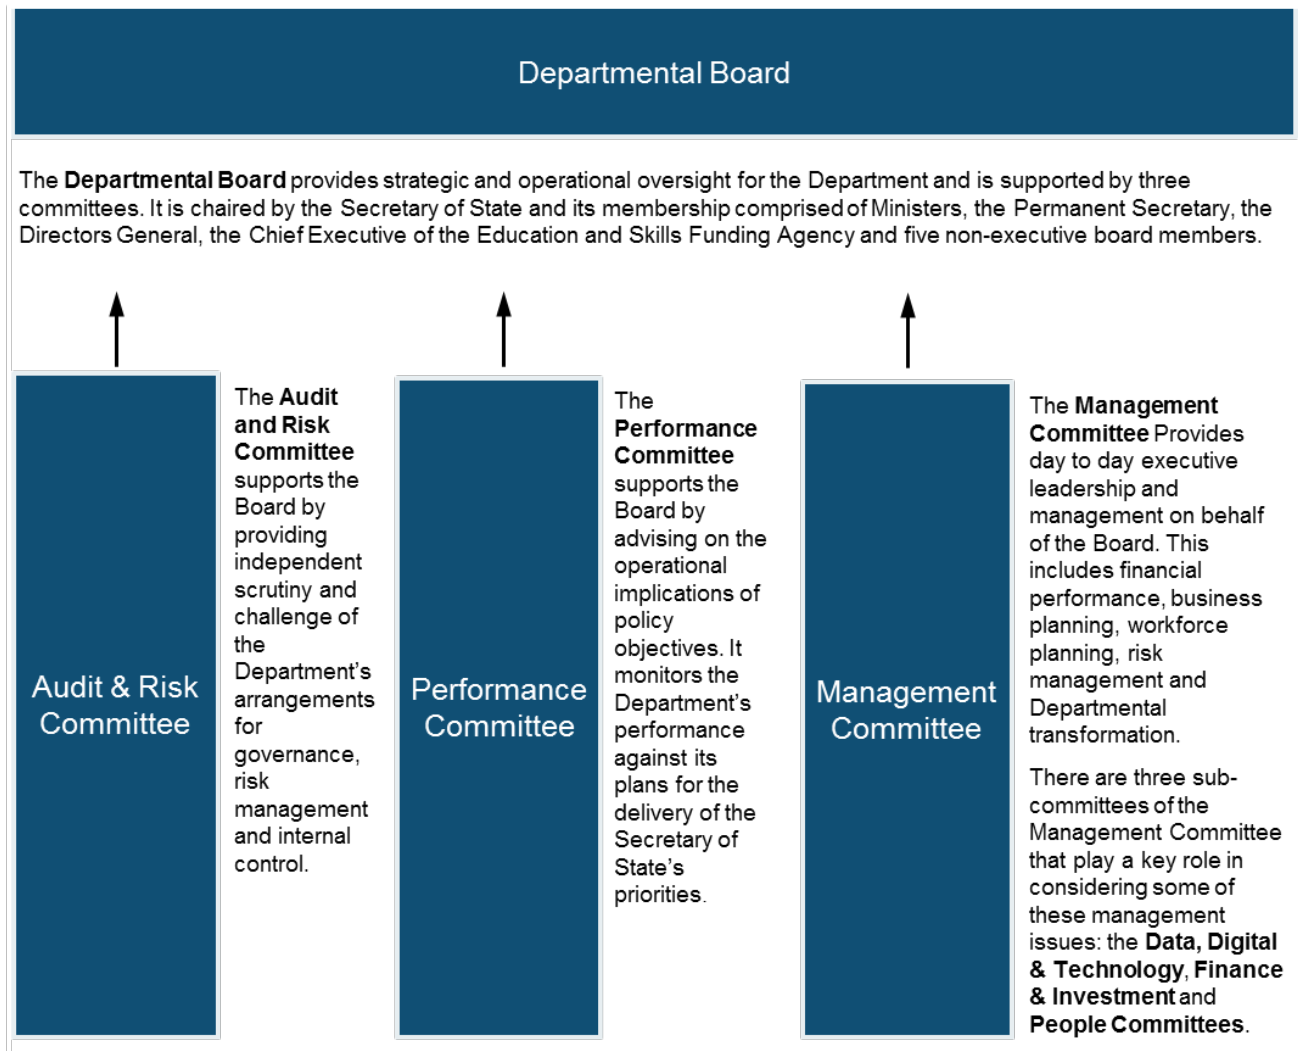 Departmental Board
The Departmental Board provides strategic and operational oversight for the Department and is supported by three
committees. It is chaired by the Secretary of State and its membership comprised of Ministers, the Permanent Secretary, the
Directors General, the Chief Executive of the Education and Skills Funding Agency and five non-executive board members.
Audit & Risk
Committee
The Audit
and Risk
Committee
supports the
Board by
providing
independent
scrutiny and
challenge of
the
Department's
arrangements
for
governance,
risk
management
and internal
control.
Performance
Committee
The
Performance
Committee
supports the
Board by
advising on the
operational
implications of
policy
objectives. It
monitors the
Department's
performance
against its
plans for the
delivery of the
Secretary of
State's
priorities.
Management
Committee
The Management
Committee Provides
day to day executive
leadership and
management on behalf
of the Board. This
includes financial
performance, business
planning, workforce
planning, risk
management and
Departmental
transformation.
There are three sub-
committees of the
Management Committee
that play a key role in
considering some of
these management
issues: the Data, Digital
& Technology, Finance
& Investment and
People Committees.